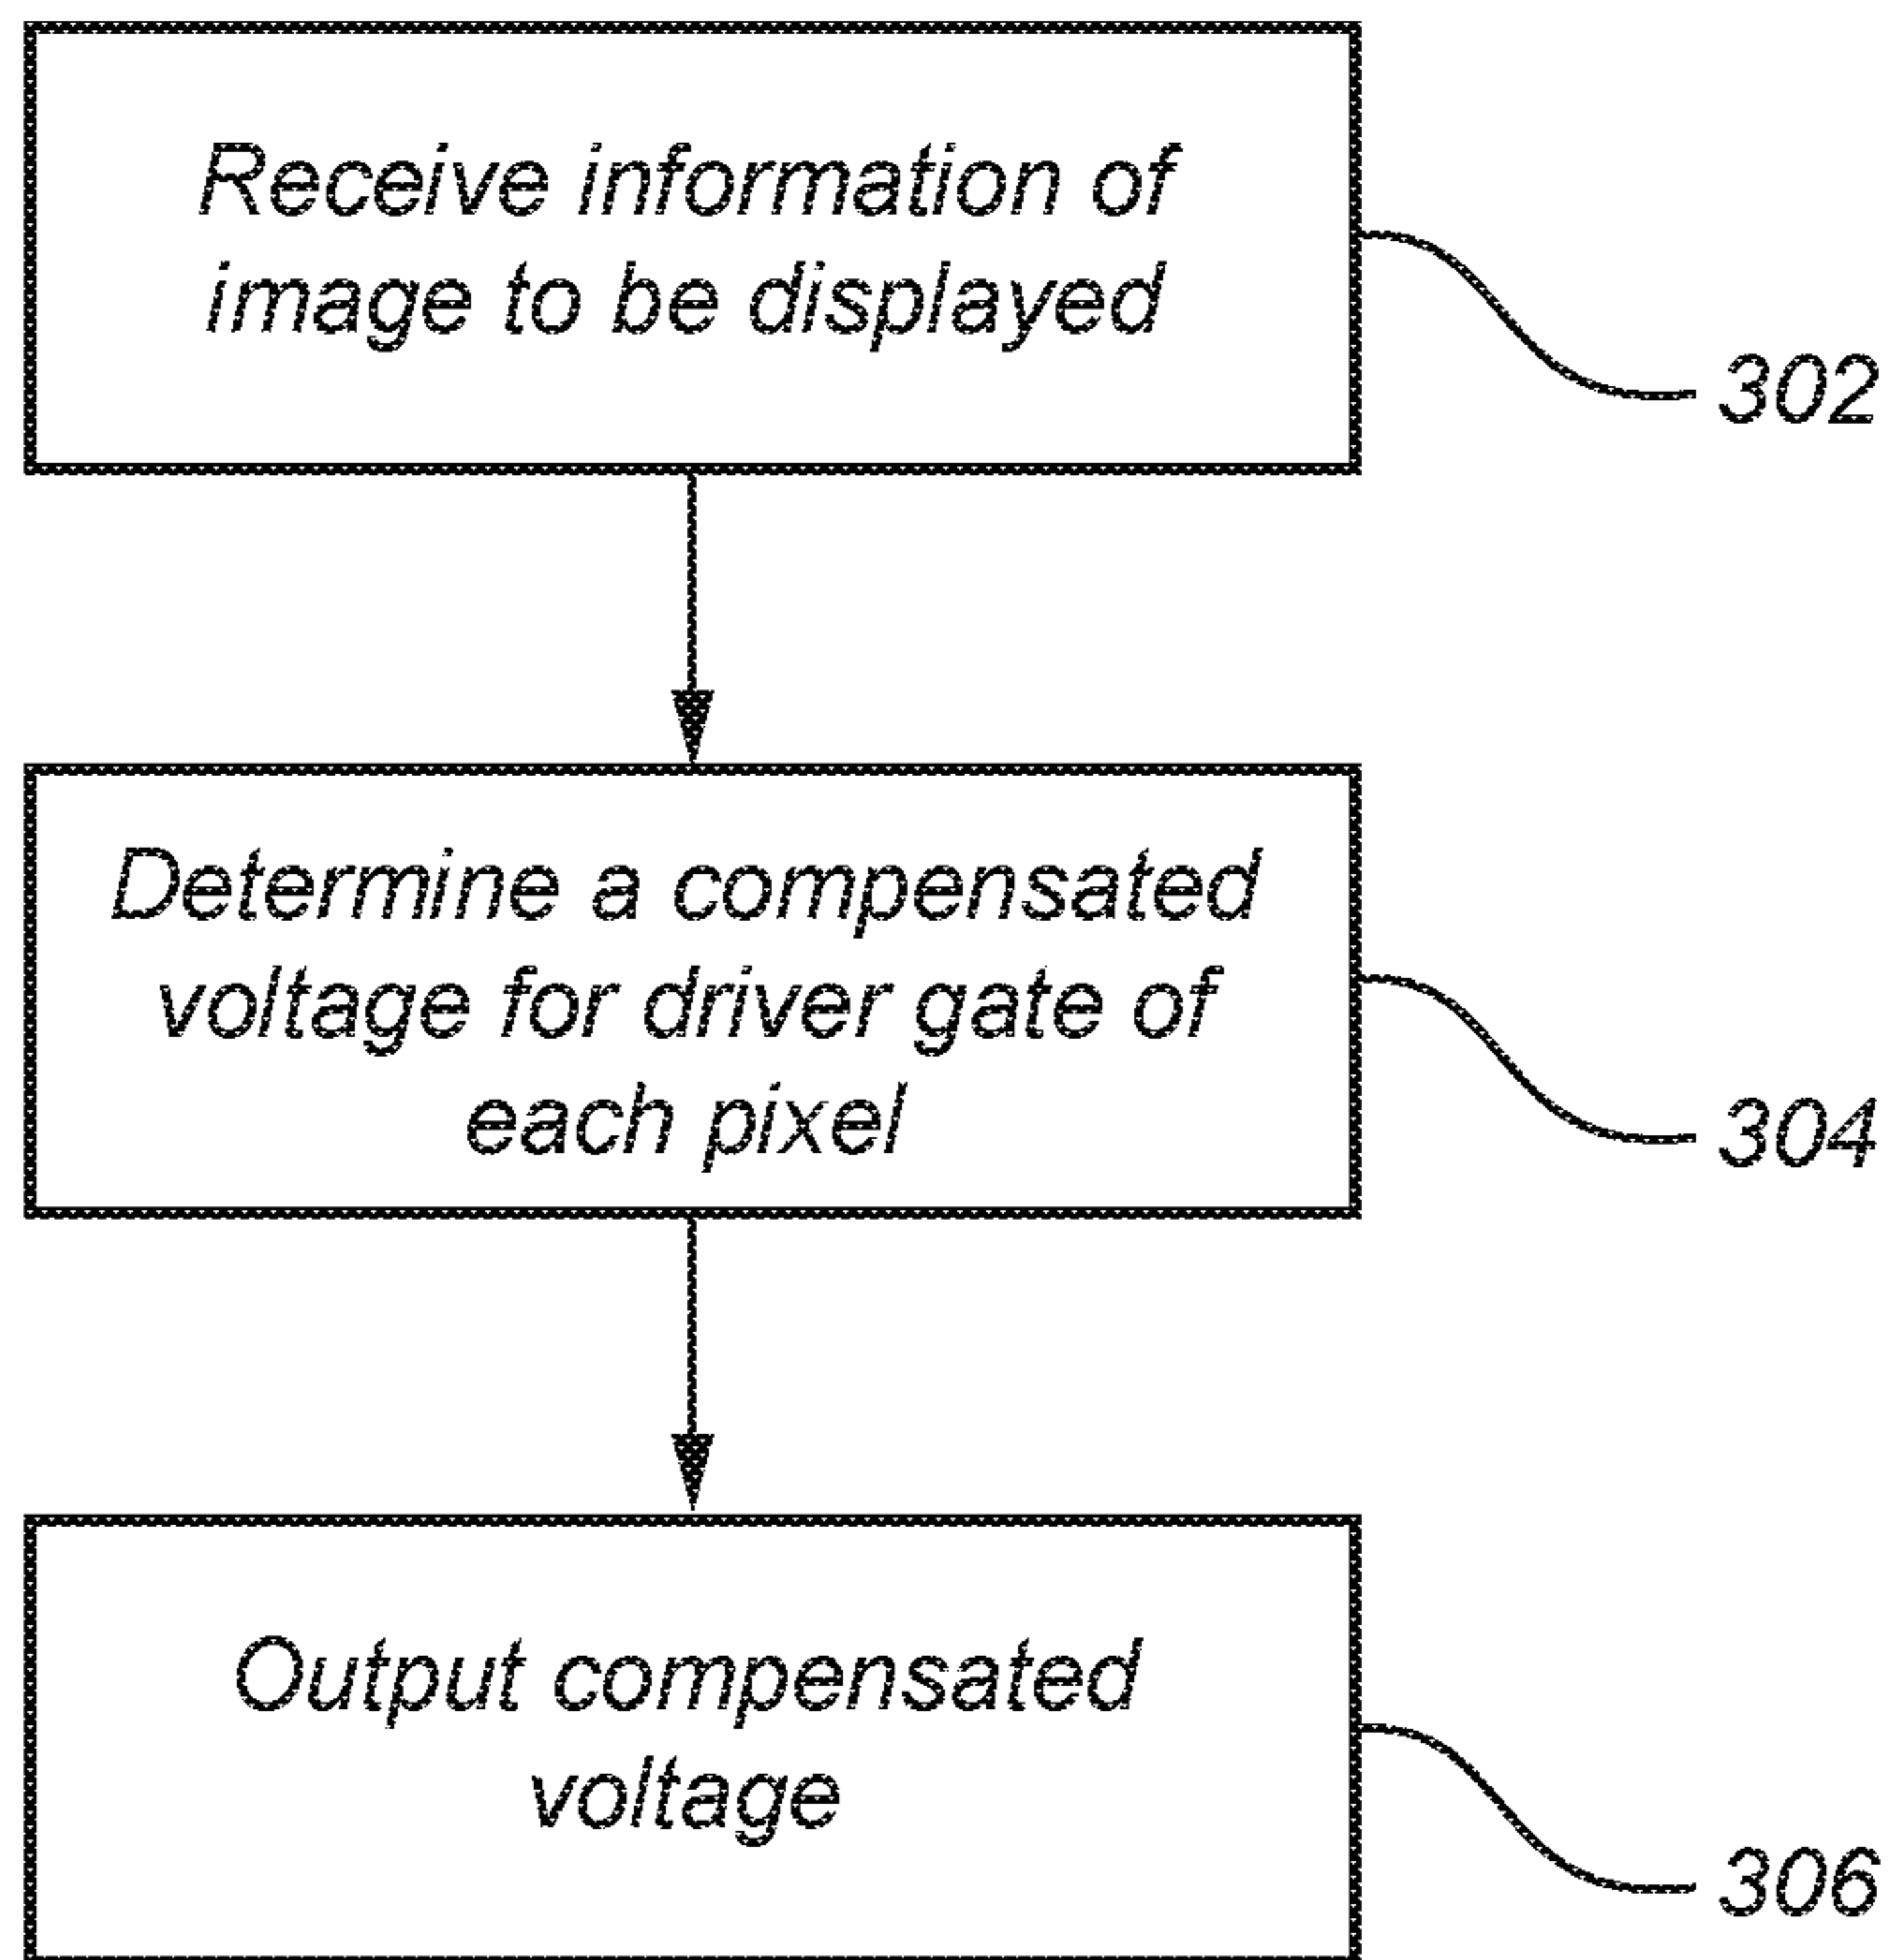 Receive information of
image to be displayed
302
Determine a compensated
voltage for driver gate of
each pixel
304
Output compensated
voltage
306